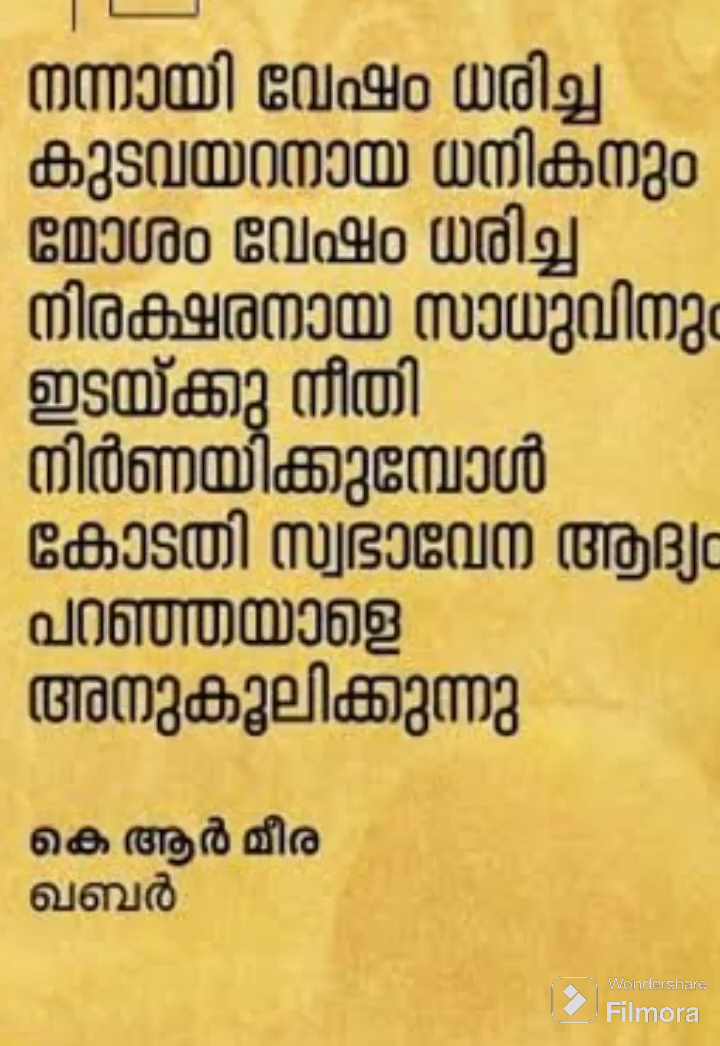 നന്നായി വേഷം ധരിച്ച
കുടവയറനായ ധനികനും
മോശം വേഷം ധരിച്ച
നിരക്ഷരനായ സാധുവിനും
ഇടയ്ക്കു നീതി
നിർണയിക്കുമ്പോൾ
കോടതി സ്വഭാവേന ആദ്യം
പറഞ്ഞയാളെ
അനുകൂലിക്കുന്നു
കെ ആർ മീര
ഖബർ
Wondershare
Filmora